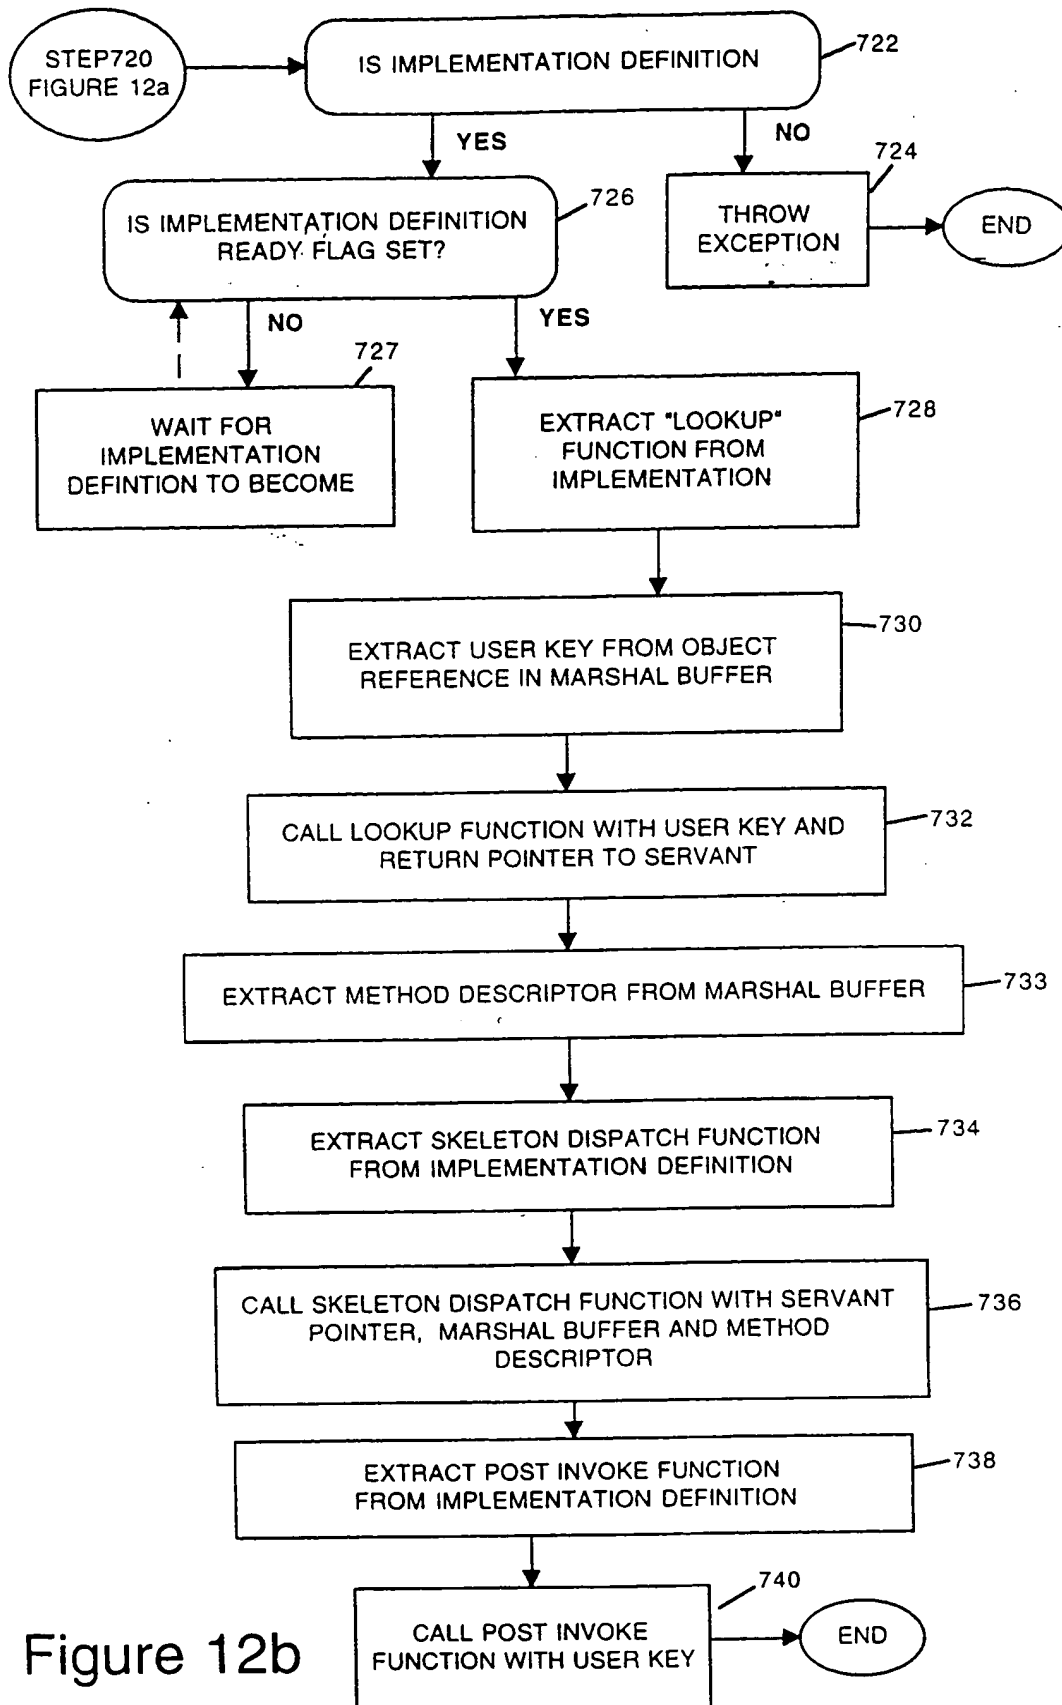 STEP720
FIGURE 12a
IS IMPLEMENTATION DEFINITION
722
YES
NO
724
THROW
EXCEPTION
END
IS IMPLEMENTATION DEFINITION
READY FLAG SET?
726
NO
YES
727
WAIT FOR
IMPLEMENTATION
DEFINTION TO BECOME
EXTRACT "LOOKUP"
FUNCTION FROM
IMPLEMENTATION
728
EXTRACT USER KEY FROM OBJECT
REFERENCE IN MARSHAL BUFFER
730
CALL LOOKUP FUNCTION WITH USER KEY AND
RETURN POINTER TO SERVANT
732
EXTRACT METHOD DESCRIPTOR FROM MARSHAL BUFFER
733
EXTRACT SKELETON DISPATCH FUNCTION
FROM IMPLEMENTATION DEFINITION
734
CALL SKELETON DISPATCH FUNCTION WITH SERVANT
POINTER, MARSHAL BUFFER AND METHOD
DESCRIPTOR
736
EXTRACT POST INVOKE FUNCTION
FROM IMPLEMENTATION DEFINITION
738
CALL POST INVOKE
FUNCTION WITH USER KEY
740
END
Figure 12b